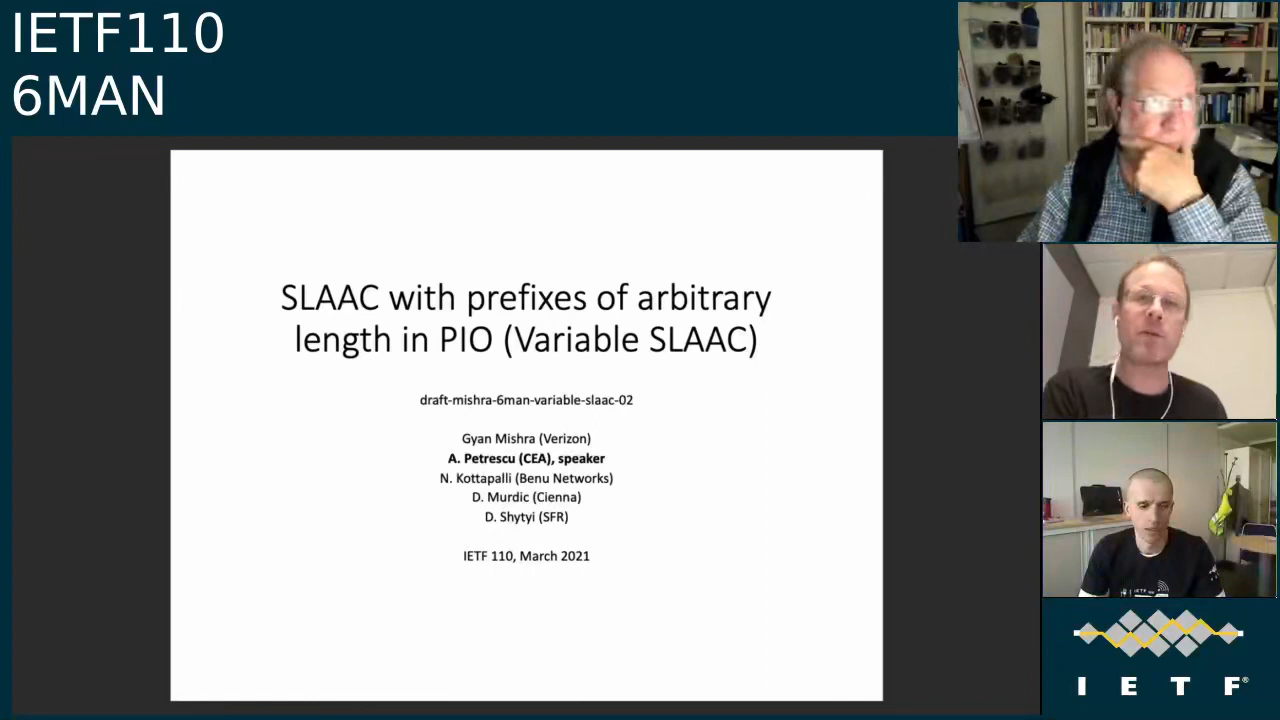 IETF110
6MAN
SLAAC with prefixes of arbitrary
length in PIO (Variable SLAAC)
draft-mishra-6man-variable-slaac-02
Gyan Mishra (Verizon)
A. Petrescu (CEA), speaker
N. Kottapalli (Benu Networks)
D. Murdic (Cienna)
D. Shytyi (SFR)
IETF 110, March 2021
I E T F®